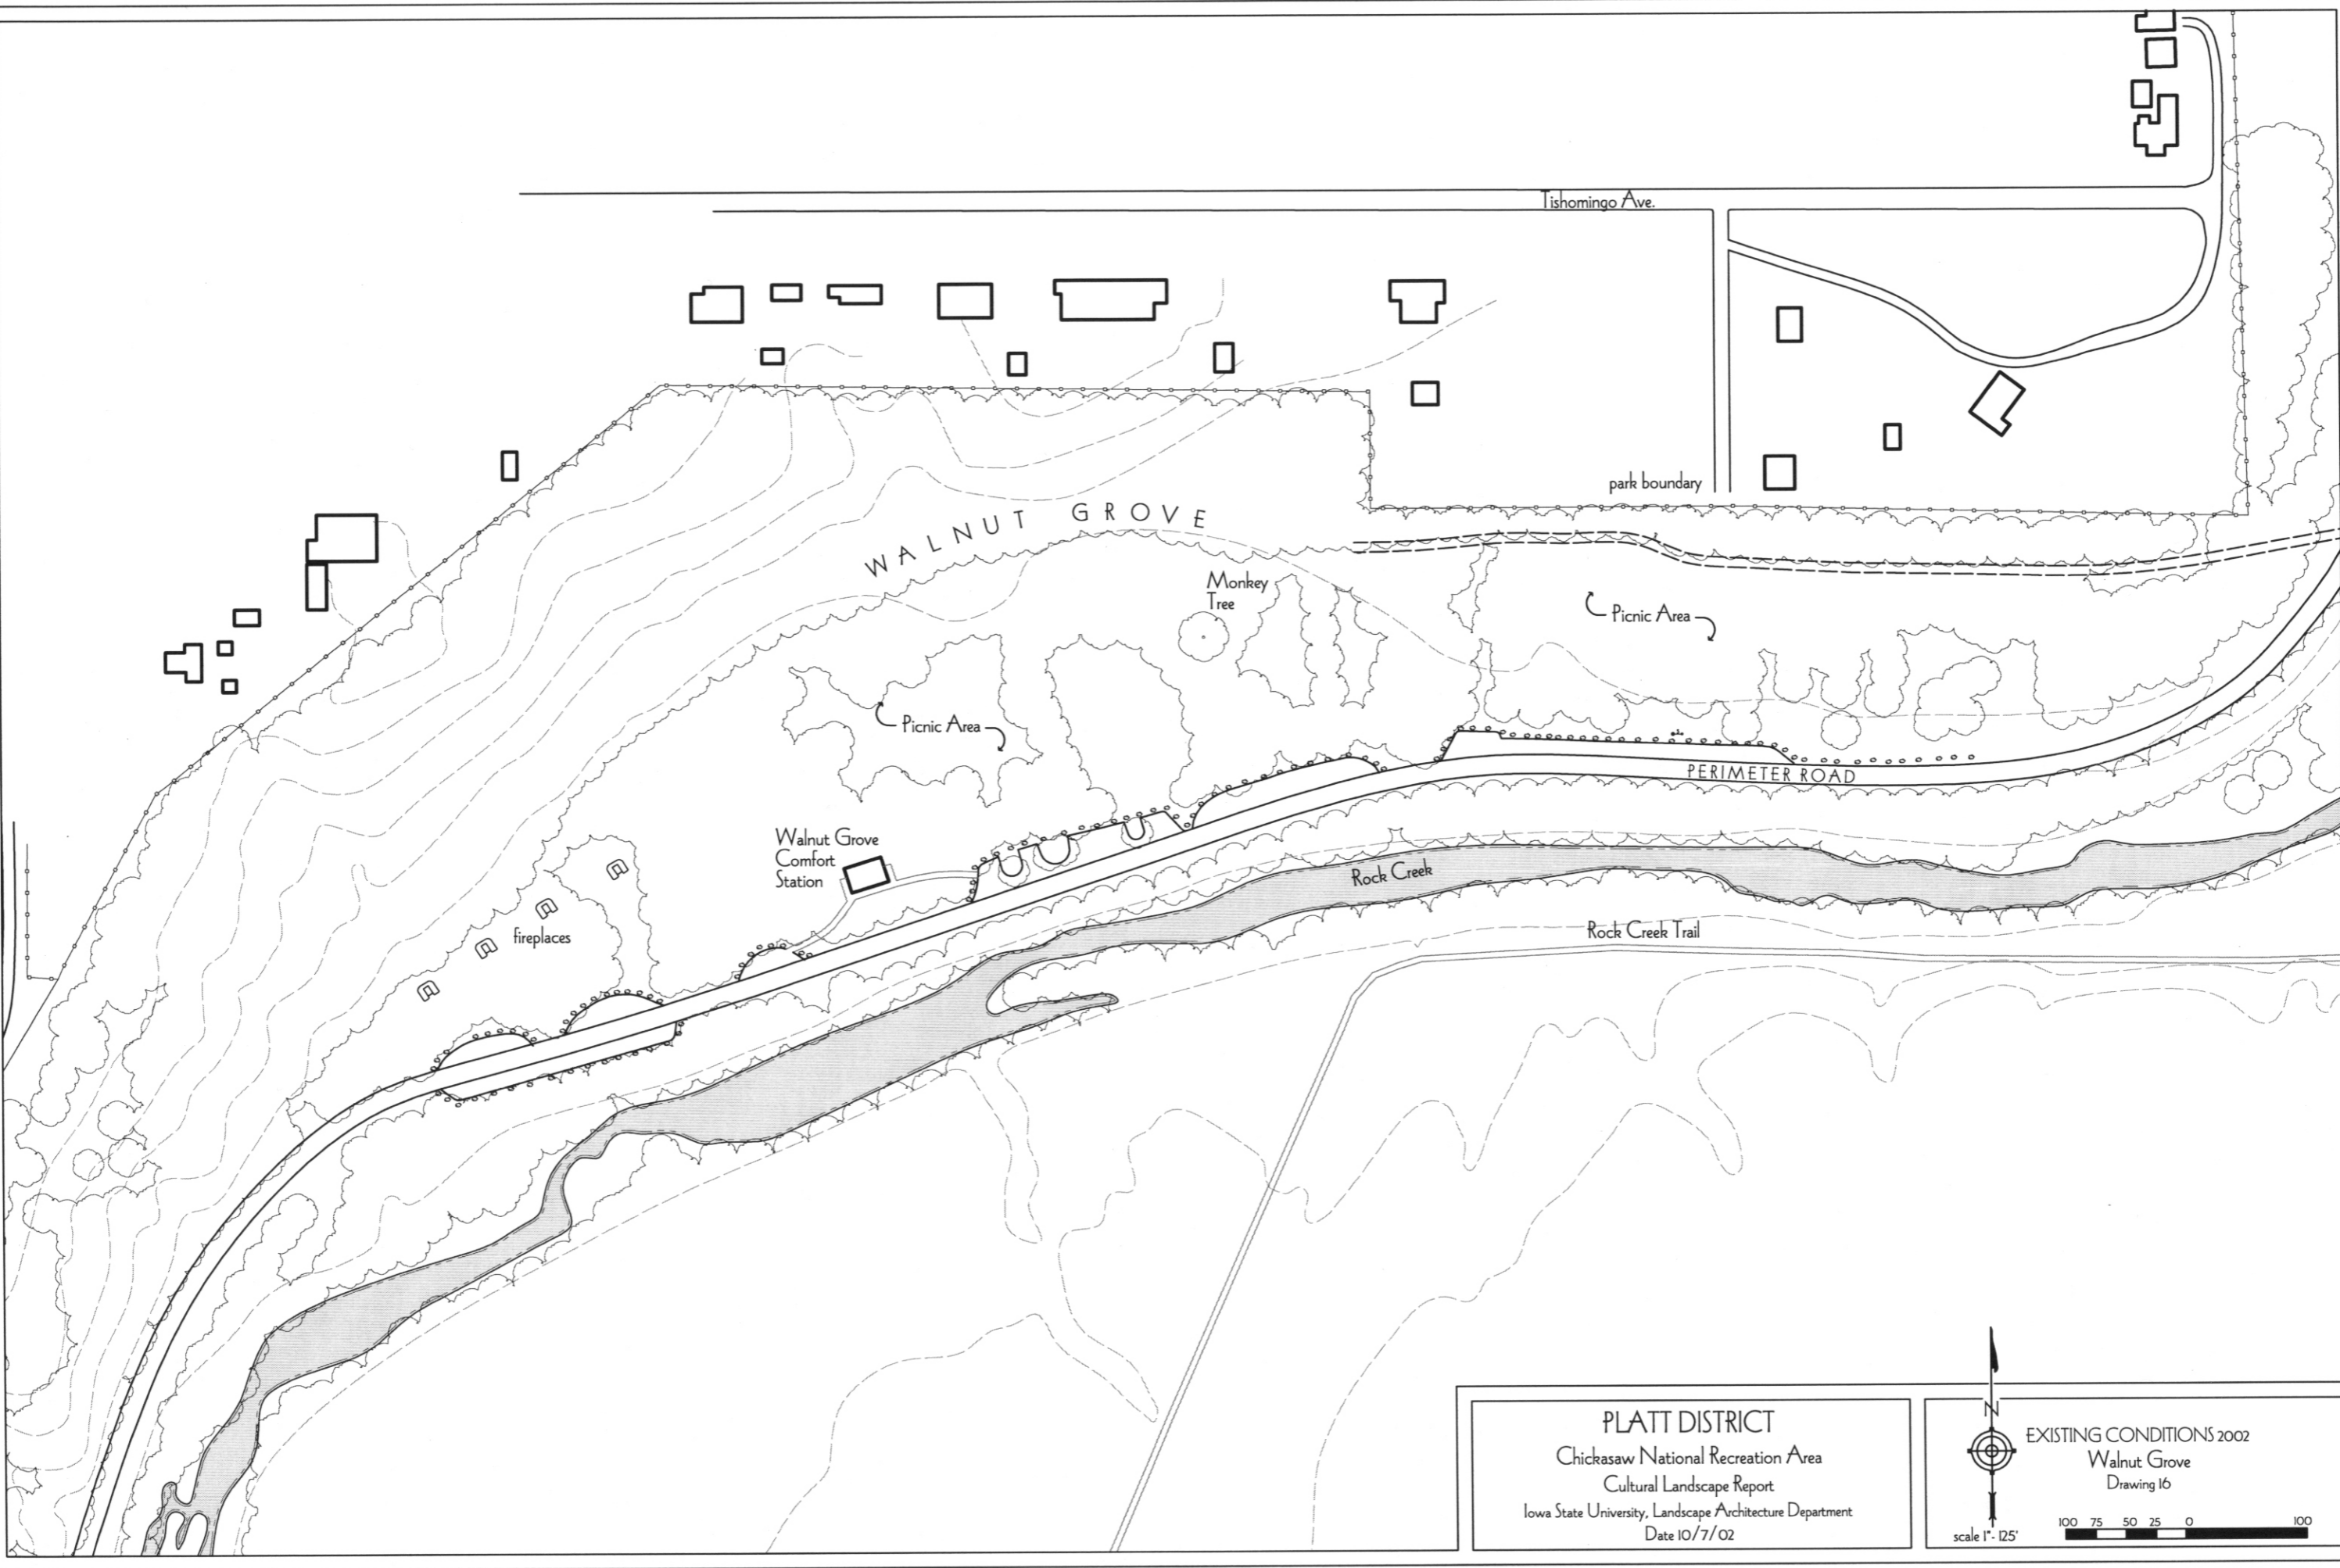 Tishomingo Ave.
park boundary
WALNUT GROVE
Monkey
Tree
Picnic Area
Picnic Area
PERIMETER ROAD
Walnut Grove
Comfort
Station
Rock Creek
fireplaces
Rock Creek Trail
PLATT DISTRICT
Chickasaw National Recreation Area
Cultural Landscape Report
Iowa State University, Landscape Architecture Department
Date 10/7/02
N
EXISTING CONDITIONS 2002
Walnut Grove
Drawing 16
scale 1"- 125'
100 75 50 25 0 100